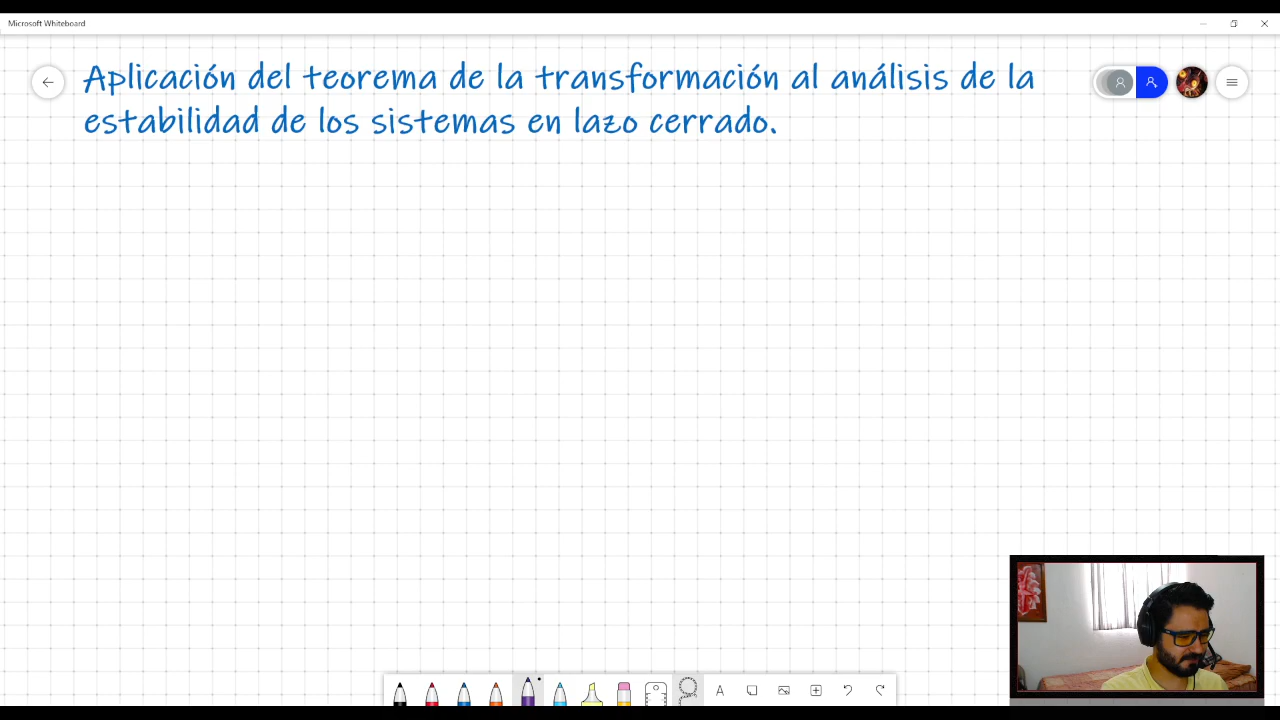 Microsoft Whiteboard
Aplicación del teorema de la transformación al análisis de la
estabilidad de los sistemas en lazo cerrado.
A